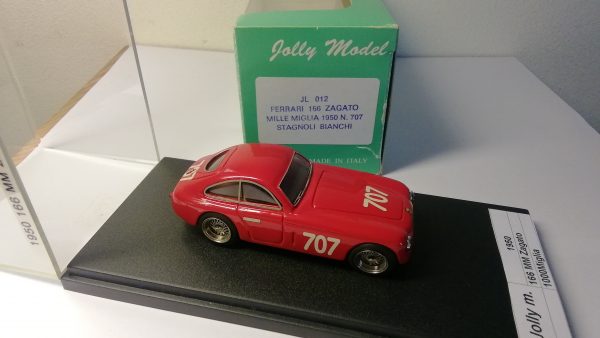 Jolly Model
JL 012
FERRARI 166 ZAGATO
MILLE MIGLIA 1950 N. 707
STAGNOLI BIANCHI
MADE IN ITALY
707
707
707
1950 166 MM Z
Jolly m.
1950
166 MM Zagato
1000Miglia